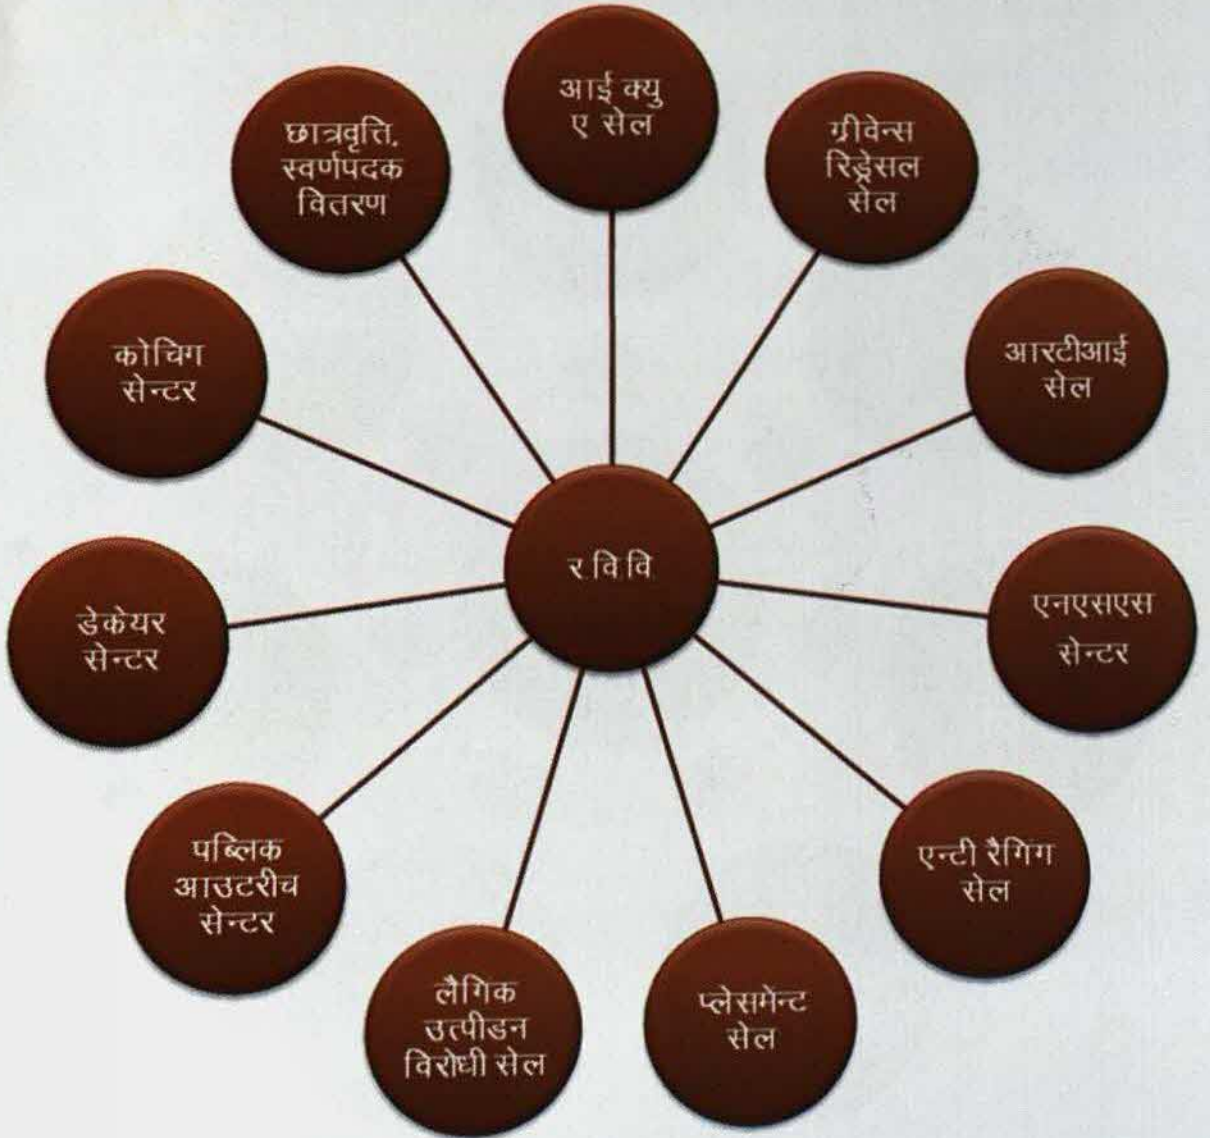 आई क्यु
ए सेल
ग्रीवेन्स
रिड्रेसल
सेल
आरटीआई
सेल
एनएसएस
सेन्टर
एन्टी रैगिग
सेल
प्लेसमेन्ट
सेल
लैगिक
उत्पीडन
विरोधी सेल
पब्लिक
आउटरीच
सेन्टर
डेकेयर
सेन्टर
कोचिग
सेन्टर
छात्रवृत्ति.
स्वर्णपदक
वितरण
र वि वि